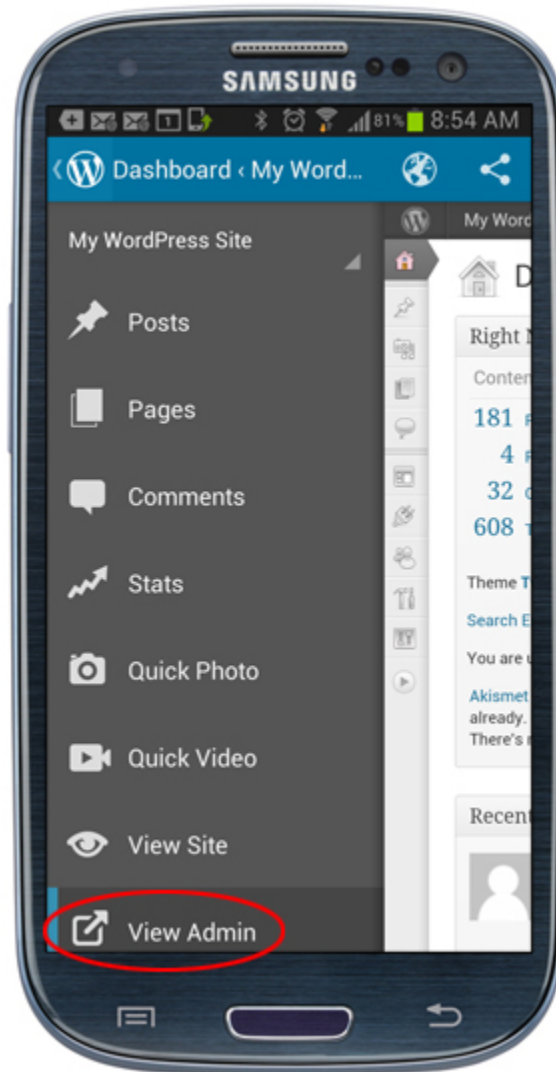 SAMSUNG
1
81%
8:54 AM
Dashboard ‹ My Word...
My WordPress Site
My Word
Posts
Right
Conten
Pages
181
4
Comments
32
608
Stats
Theme T
Search E
Quick Photo
You are u
Akismet
already.
Quick Video
There's
Recent
View Site
View Admin